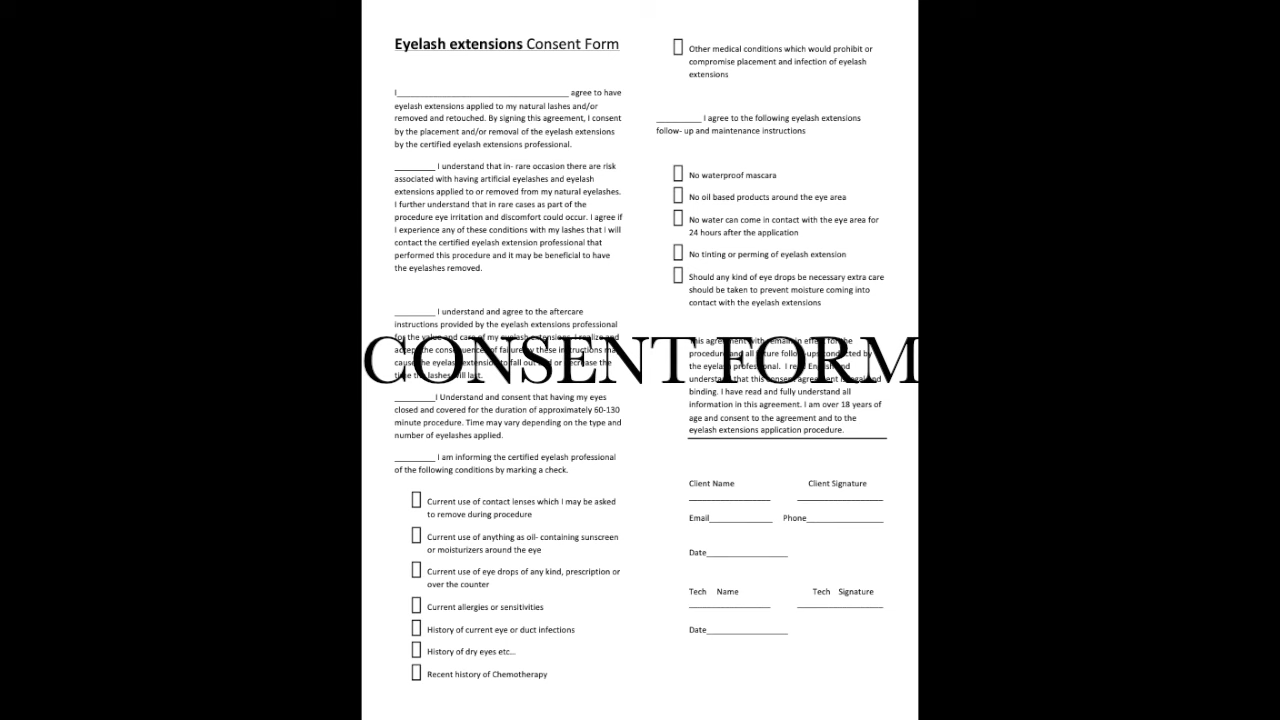 Eyelash extensions Consent Form
I______________________________________ agree to have
eyelash extensions applied to my natural lashes and/or
removed and retouched. By signing this agreement, I consent
by the placement and/or removal of the eyelash extensions
by the certified eyelash extensions professional.
_________ I understand that in- rare occasion there are risk
associated with having artificial eyelashes and eyelash
extensions applied to or removed from my natural eyelashes.
I further understand that in rare cases as part of the
procedure eye irritation and discomfort could occur. I agree if
I experience any of these conditions with my lashes that I will
contact the certified eyelash extension professional that
performed this procedure and it may be beneficial to have
the eyelashes removed.
_________ I understand and agree to the aftercare
instructions provided by the eyelash extensions professional
for the value and care of my eyelash extensions. I realize and
accept the consequence of failure by these instructions may
cause the eyelash extension to fall out and or decrease the
time the lashes will last.
_________I Understand and consent that having my eyes
closed and covered for the duration of approximately 60-130
minute procedure. Time may vary depending on the type and
number of eyelashes applied.
_________ I am informing the certified eyelash professional
of the following conditions by marking a check.
Current use of contact lenses which I may be asked
to remove during procedure
Current use of anything as oil- containing sunscreen
or moisturizers around the eye
Current use of eye drops of any kind, prescription or
over the counter
Current allergies or sensitivities
History of current eye or duct infections
History of dry eyes etc...
Recent history of Chemotherapy
Other medical conditions which would prohibit or
compromise placement and infection of eyelash
extensions
__________ I agree to the following eyelash extensions
follow- up and maintenance instructions
No waterproof mascara
No oil based products around the eye area
No water can come in contact with the eye area for
24 hours after the application
No tinting or perming of eyelash extension
Should any kind of eye drops be necessary extra care
should be taken to prevent moisture coming into
contact with the eyelash extensions
This agreement with remain in effect for the
procedure and all future follow-ups conducted by
the eyelash professional. I read English and
understand that this consent agreement is legal and
binding. I have read and fully understand all
information in this agreement. I am over 18 years of
age and consent to the agreement and to the
eyelash extensions application procedure.
Client Name Client Signature
__________________ ___________________
Email______________ Phone_________________
Date__________________
Tech Name Tech Signature
__________________ ___________________
Date__________________
CONSENT FORM